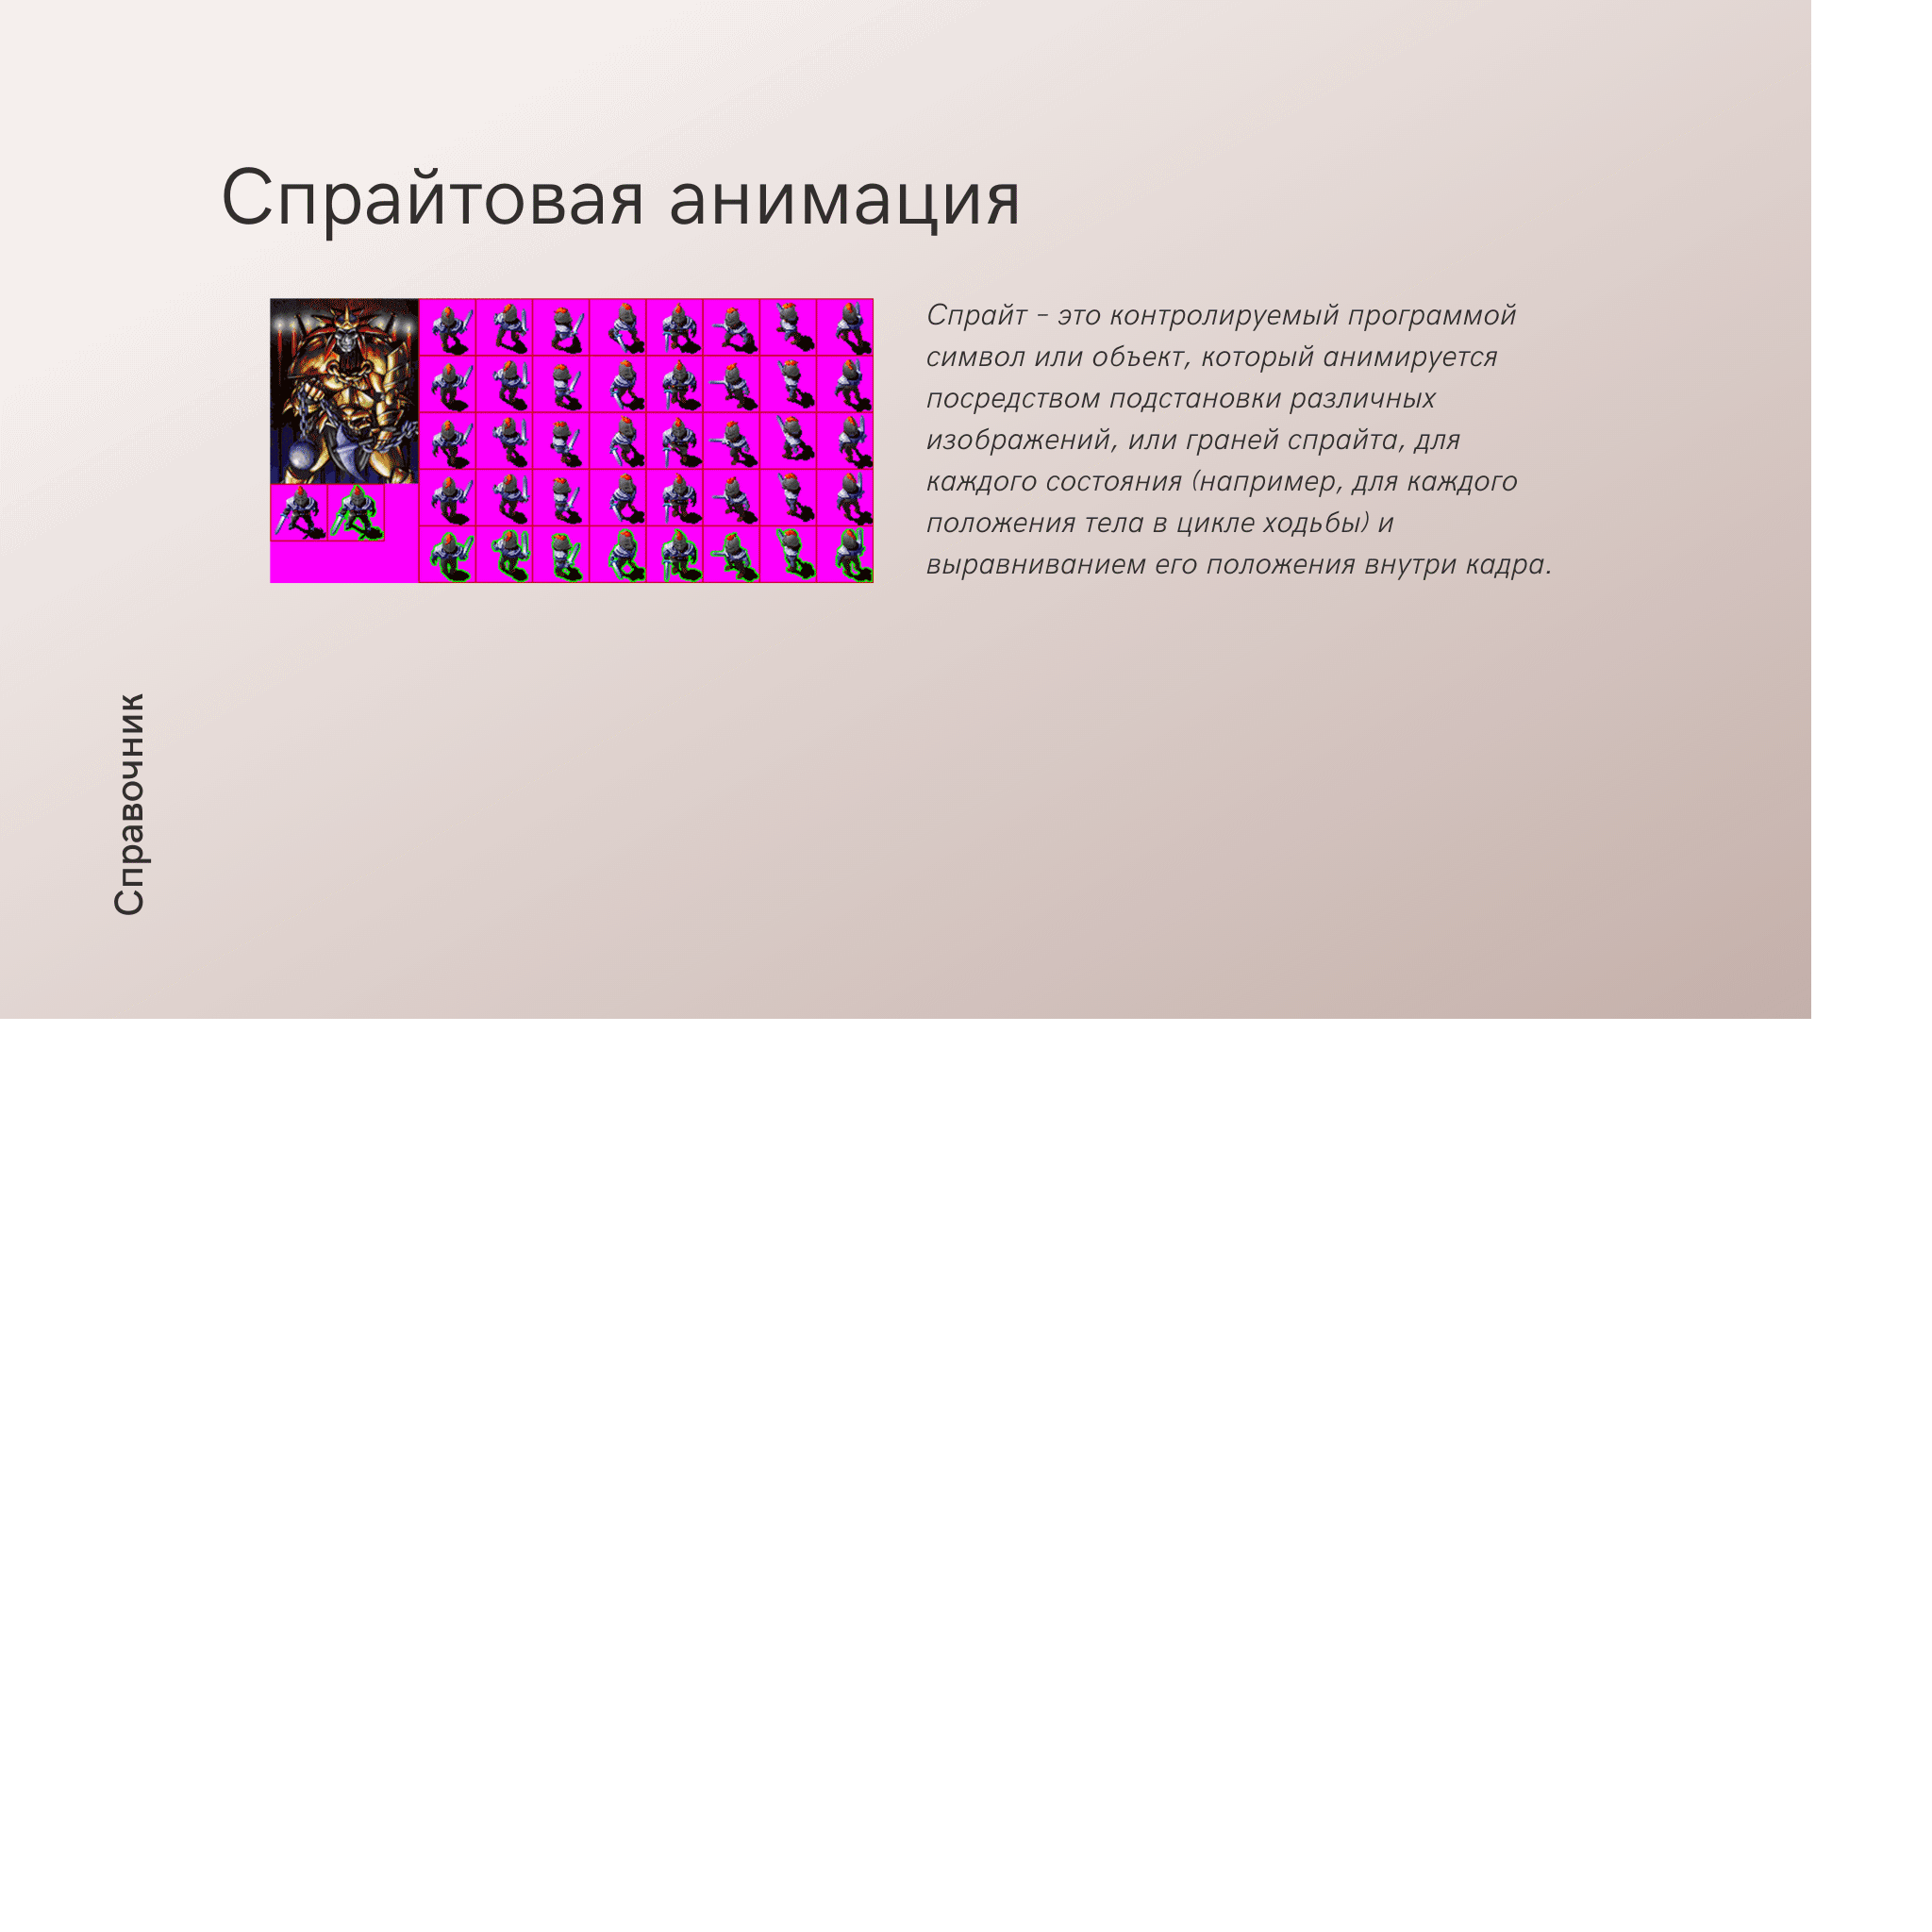 Спрайтовая анимация
Спрайт - это контролируемый программой
символ или объект, который анимируется
посредством подстановки различных
изображений, или граней спрайта, для
каждого состояния (например, для каждого
положения тела в цикле ходьбы) и
выравниванием его положения внутри кадра.
Справочник